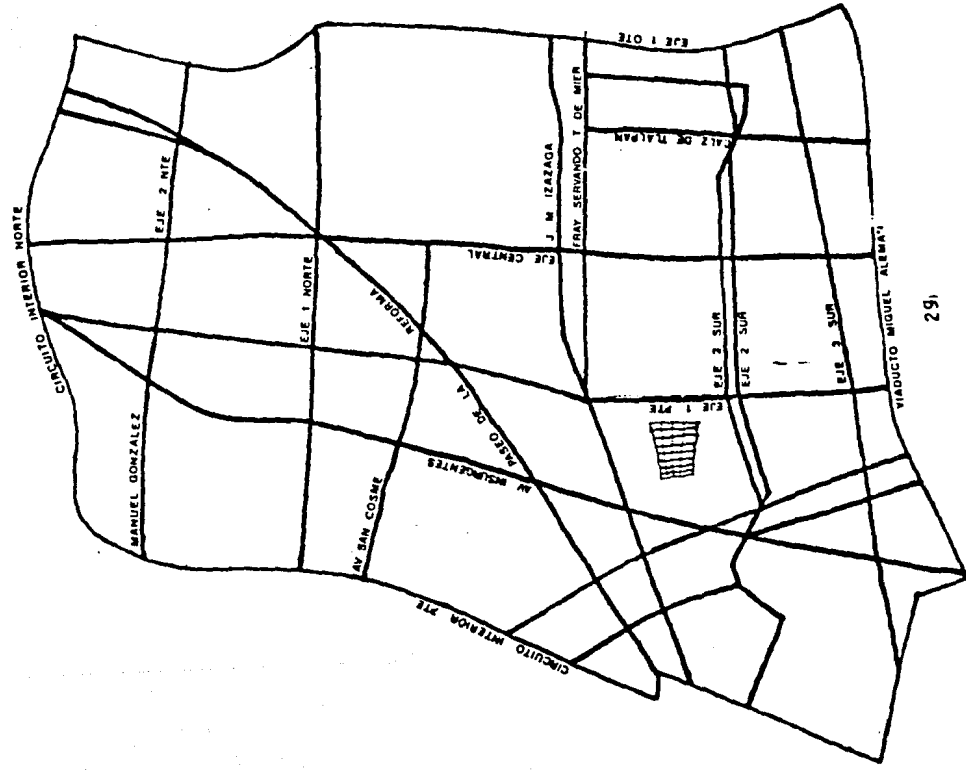 CIRCUITO INTERIOR NORTE
EJE 2 NTE
MANUEL GONZALEZ
EJE 1 NORTE
AV SAN COSME
REFORMA
PASEO DE LA
AV INSURGENTES
CIRCUITO INTERIOR PTE
EJE CENTRAL
J M IZAZAGA
FRAY SERVANDO T DE MIER
EJE 1 OTE
CALZ DE TLALPAN
EJE 1 PTE
EJE 3 SUR
EJE 2 SUR
EJE 3 SUR
VIADUCTO MIGUEL ALEMAN
29,